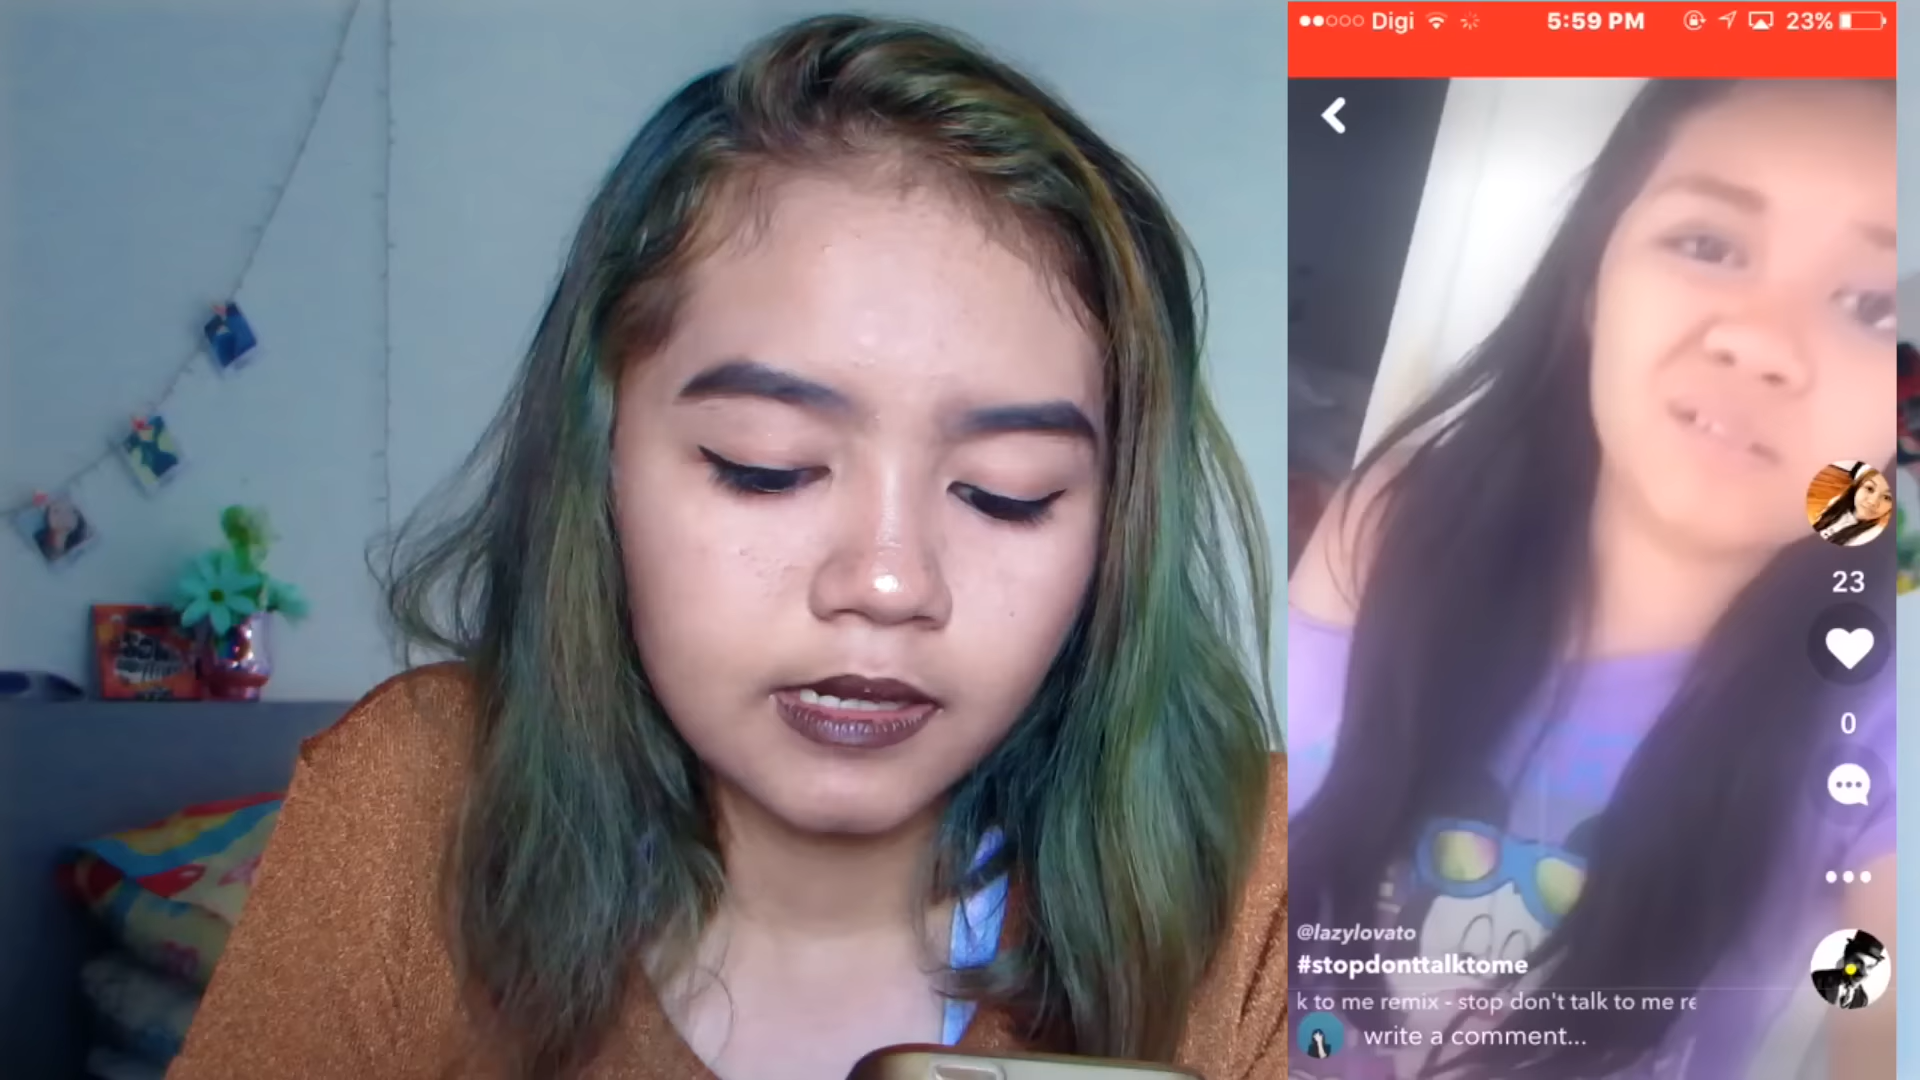 Digi 5:59 PM 23%
23
0
@lazylovato
#stopdonttalktome
k to me remix - stop don't talk to me re
write a comment...